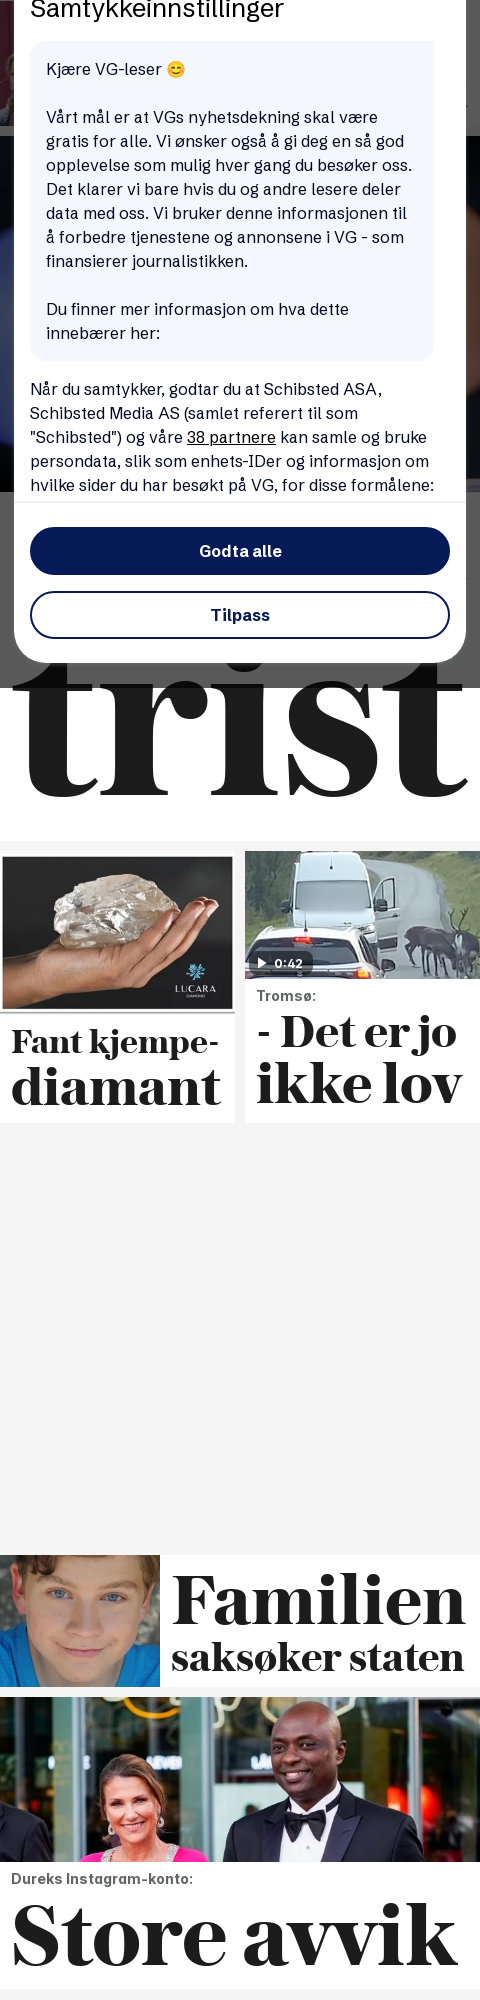 Samtykkeinnstillinger
Kjære VG-leser 😊
Vårt mål er at VGs nyhetsdekning skal være
gratis for alle. Vi ønsker også å gi deg en så god
opplevelse som mulig hver gang du besøker oss.
Det klarer vi bare hvis du og andre lesere deler
data med oss. Vi bruker denne informasjonen til
å forbedre tjenestene og annonsene i VG - som
finansierer journalistikken.
Du finner mer informasjon om hva dette
innebærer her:
Når du samtykker, godtar du at Schibsted ASA,
Schibsted Media AS (samlet referert til som
"Schibsted") og våre 38 partnere kan samle og bruke
persondata, slik som enhets-IDer og informasjon om
hvilke sider du har besøkt på VG, for disse formålene:
Godta alle
Tilpass
trist
LUCARA
DIAMOND
Fant kjempe-
diamant
0:42
Tromsø:
- Det er jo
ikke lov
Familien
saksøker staten
Dureks Instagram-konto:
Store avvik